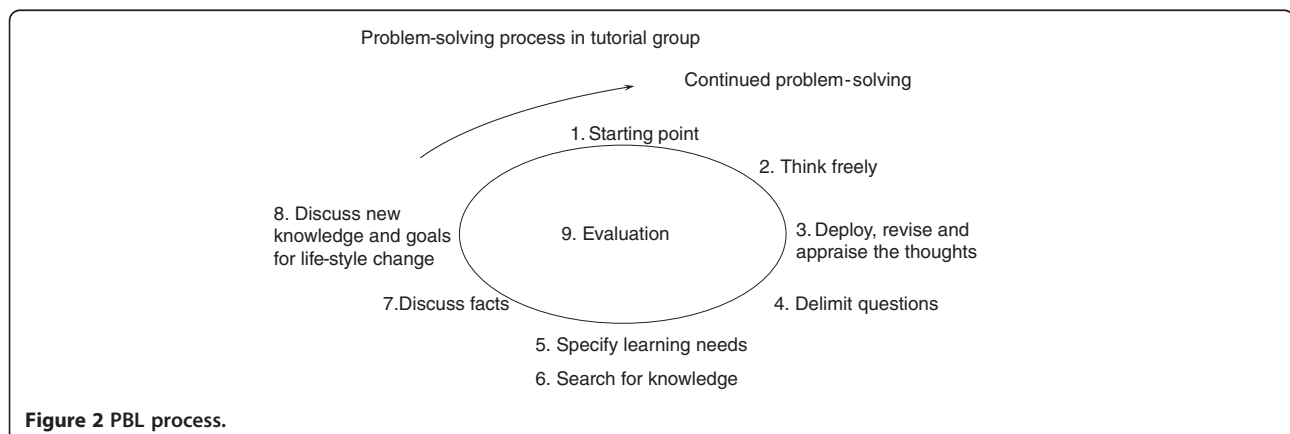 Problem-solving process in tutorial group
Continued problem-solving
1. Starting point
2. Think freely
3. Deploy, revise and
appraise the thoughts
4. Delimit questions
5. Specify learning needs
6. Search for knowledge
7.Discuss facts
8. Discuss new
knowledge and goals
for life-style change
9. Evaluation
Figure 2 PBL process.